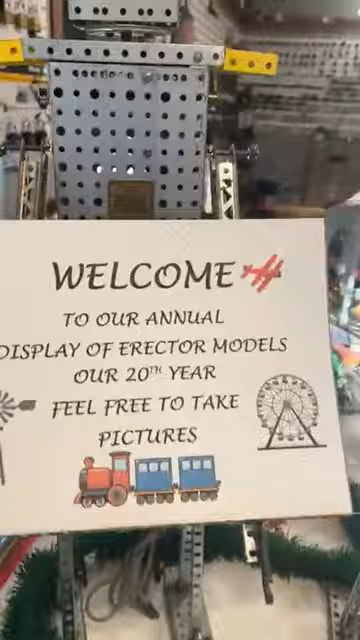 WELCOME
TO OUR ANNUAL
DISPLAY OF ERECTOR MODELS
OUR 20TH YEAR
FEEL FREE TO TAKE
PICTURES